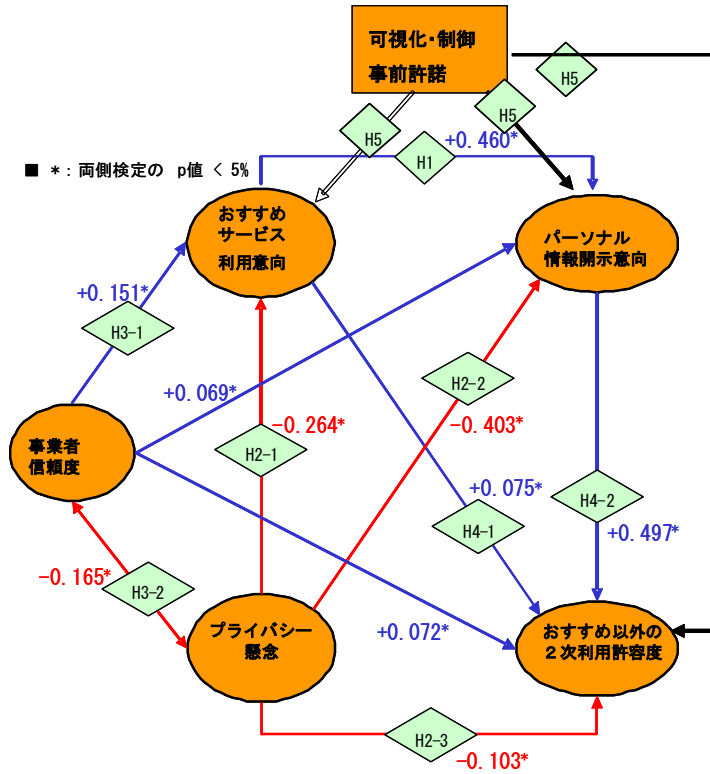 可視化・制御
事前許諾
H5
H5
H5
+0.460*
H1
■ *：両側検定の p値 < 5%
おすすめ
サービス
利用意向
パーソナル
情報開示意向
+0.151*
H3-1
H2-2
+0.069*
-0.264*
-0.403*
事業者
信頼度
H2-1
+0.075*
H4-2
H4-1
+0.497*
-0.165*
H3-2
プライバシー
懸念
+0.072*
おすすめ以外の
２次利用許容度
H2-3
-0.103*